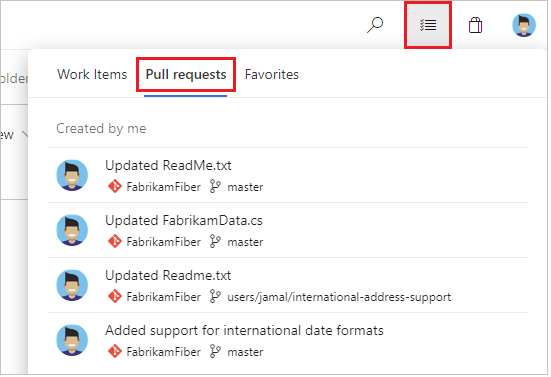 Work Items Pull requests Favorites
older
ew
Created by me
Updated ReadMe.txt
FabrikamFiber master
Updated FabrikamData.cs
FabrikamFiber master
Updated Readme.txt
FabrikamFiber users/jamal/international-address-support
Added support for international date formats
FabrikamFiber master